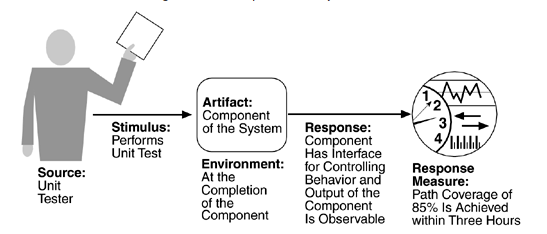 Source:
Unit
Tester
Stimulus:
Performs
Unit Test
Artifact:
Component
of the System
Environment:
At the
Completion
of the
Component
Response:
Component
Has Interface
for Controlling
Behavior and
Output of the
Component
Is Observable
1
2
3
4
Response
Measure:
Path Coverage of
85% Is Achieved
within Three Hours